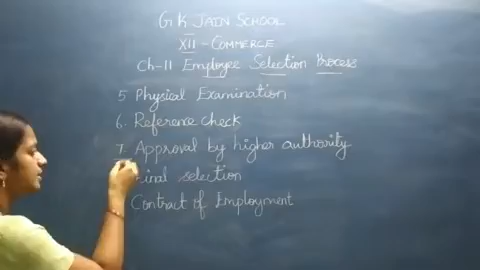 G K JAIN SCHOOL
XII - COMMERCE
Ch-11 Employee Selection Process
5 Physical Examination
6. Reference check
7. Approval by higher authority
Final selection
Contract of Employment